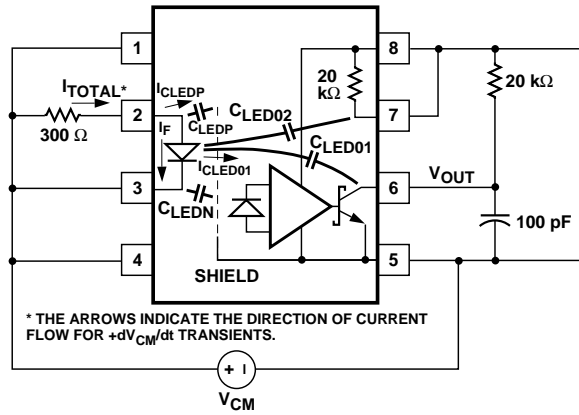 1
8
I_TOTAL*
I_CLEDP
20 kΩ
20 kΩ
2
C_LEDP
C_LED02
7
300 Ω
I_F
C_LED01
I_CLED01
V_OUT
3
6
C_LEDN
100 pF
4
SHIELD
5
* THE ARROWS INDICATE THE DIRECTION OF CURRENT
FLOW FOR +dV_CM/dt TRANSIENTS.
+
V_CM